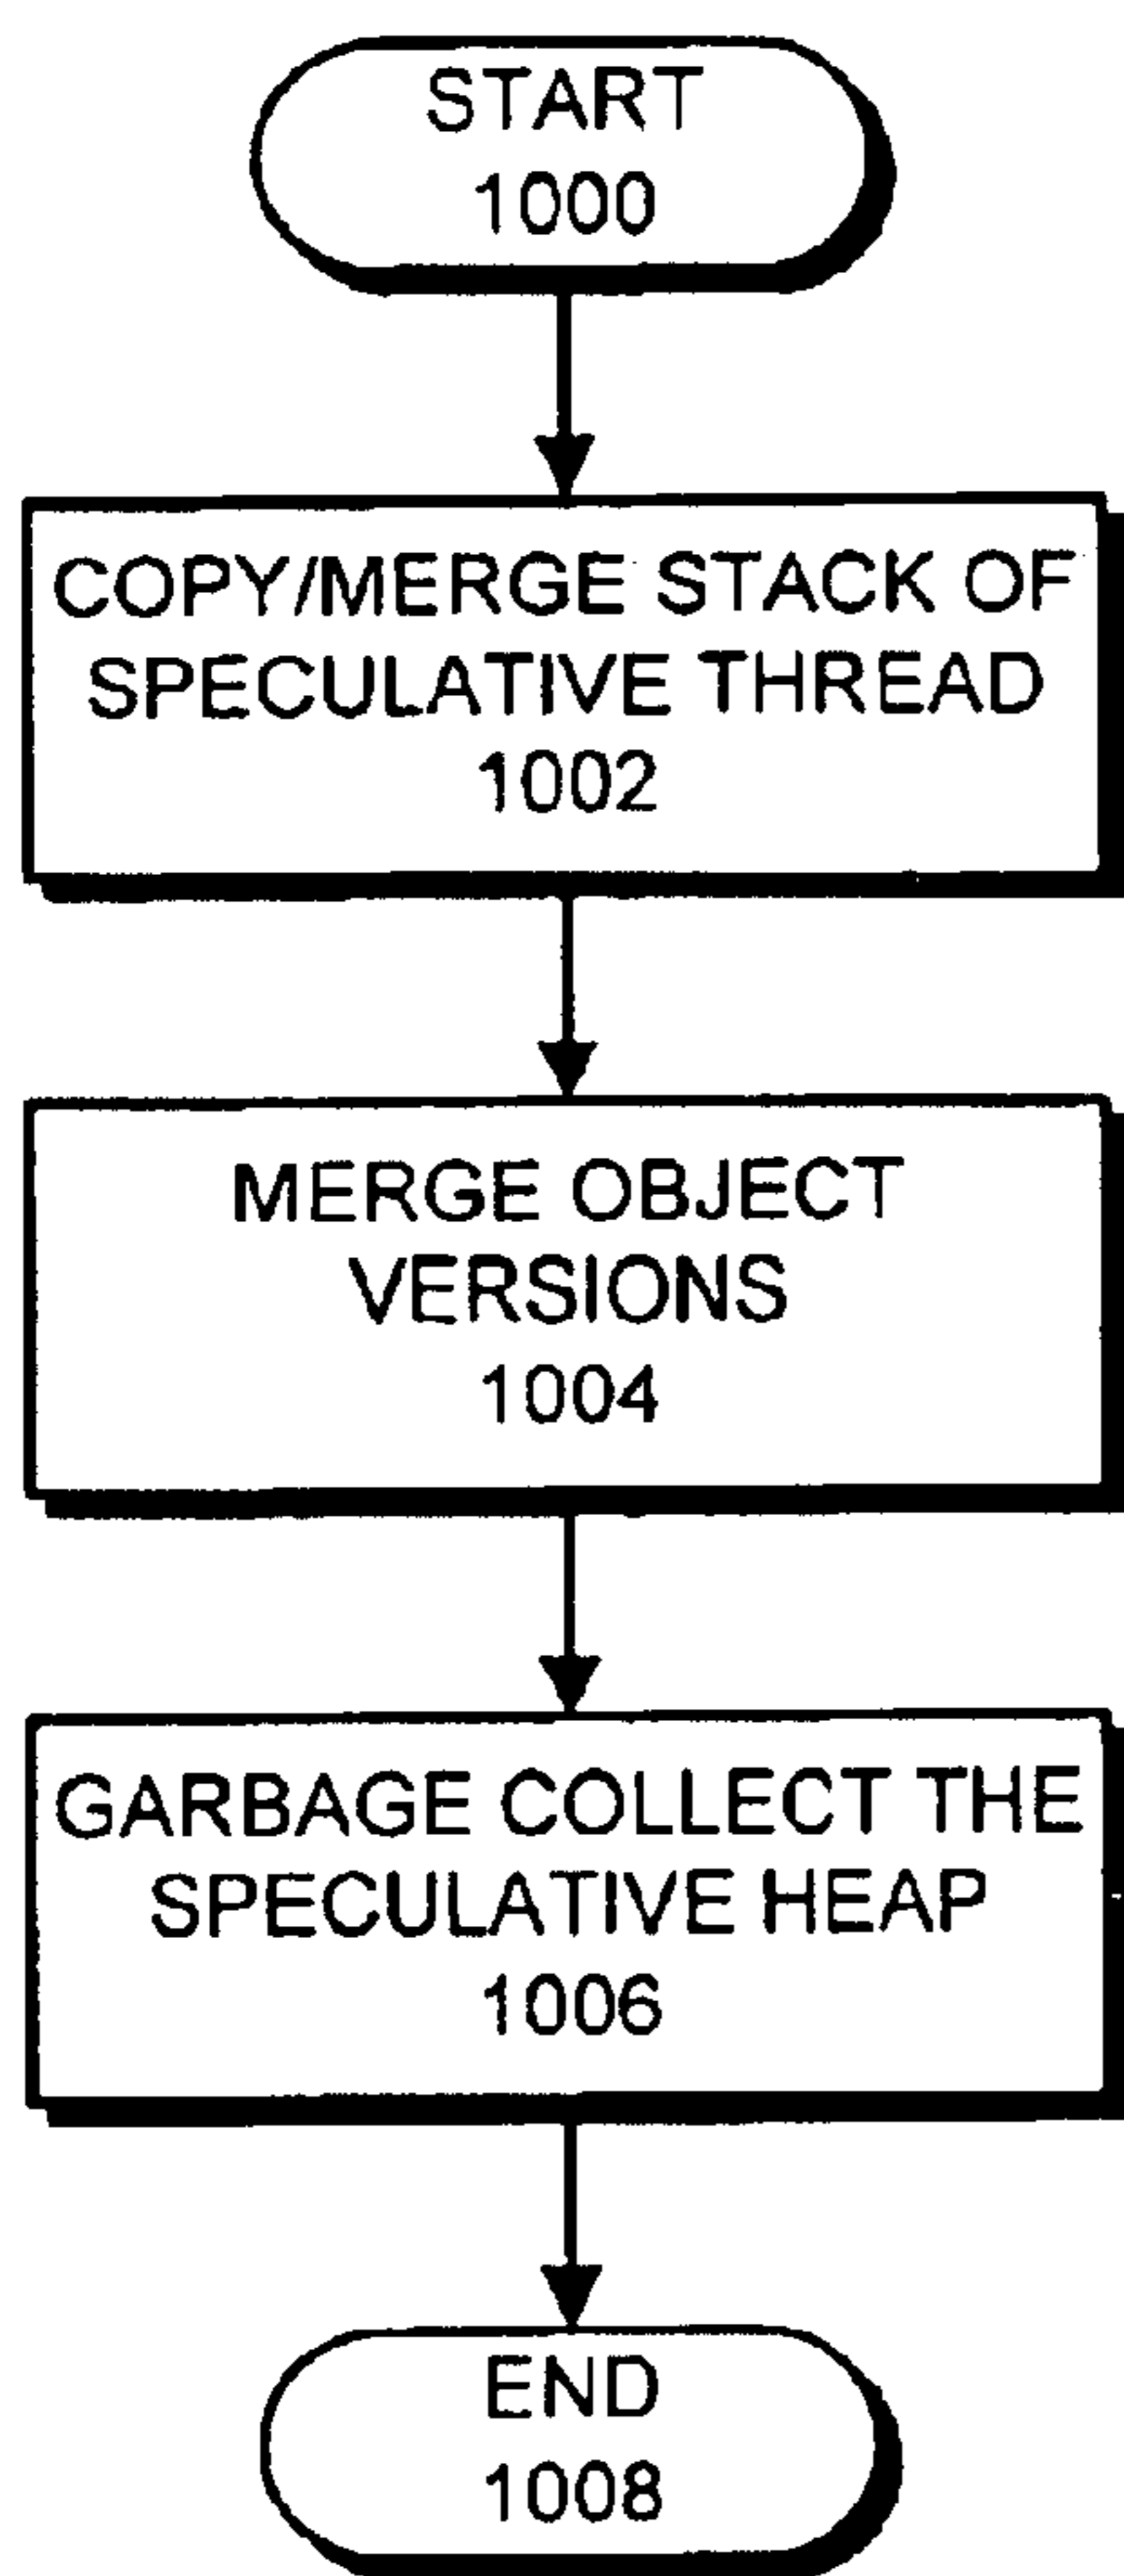 START
1000
COPY/MERGE STACK OF
SPECULATIVE THREAD
1002
MERGE OBJECT
VERSIONS
1004
GARBAGE COLLECT THE
SPECULATIVE HEAP
1006
END
1008